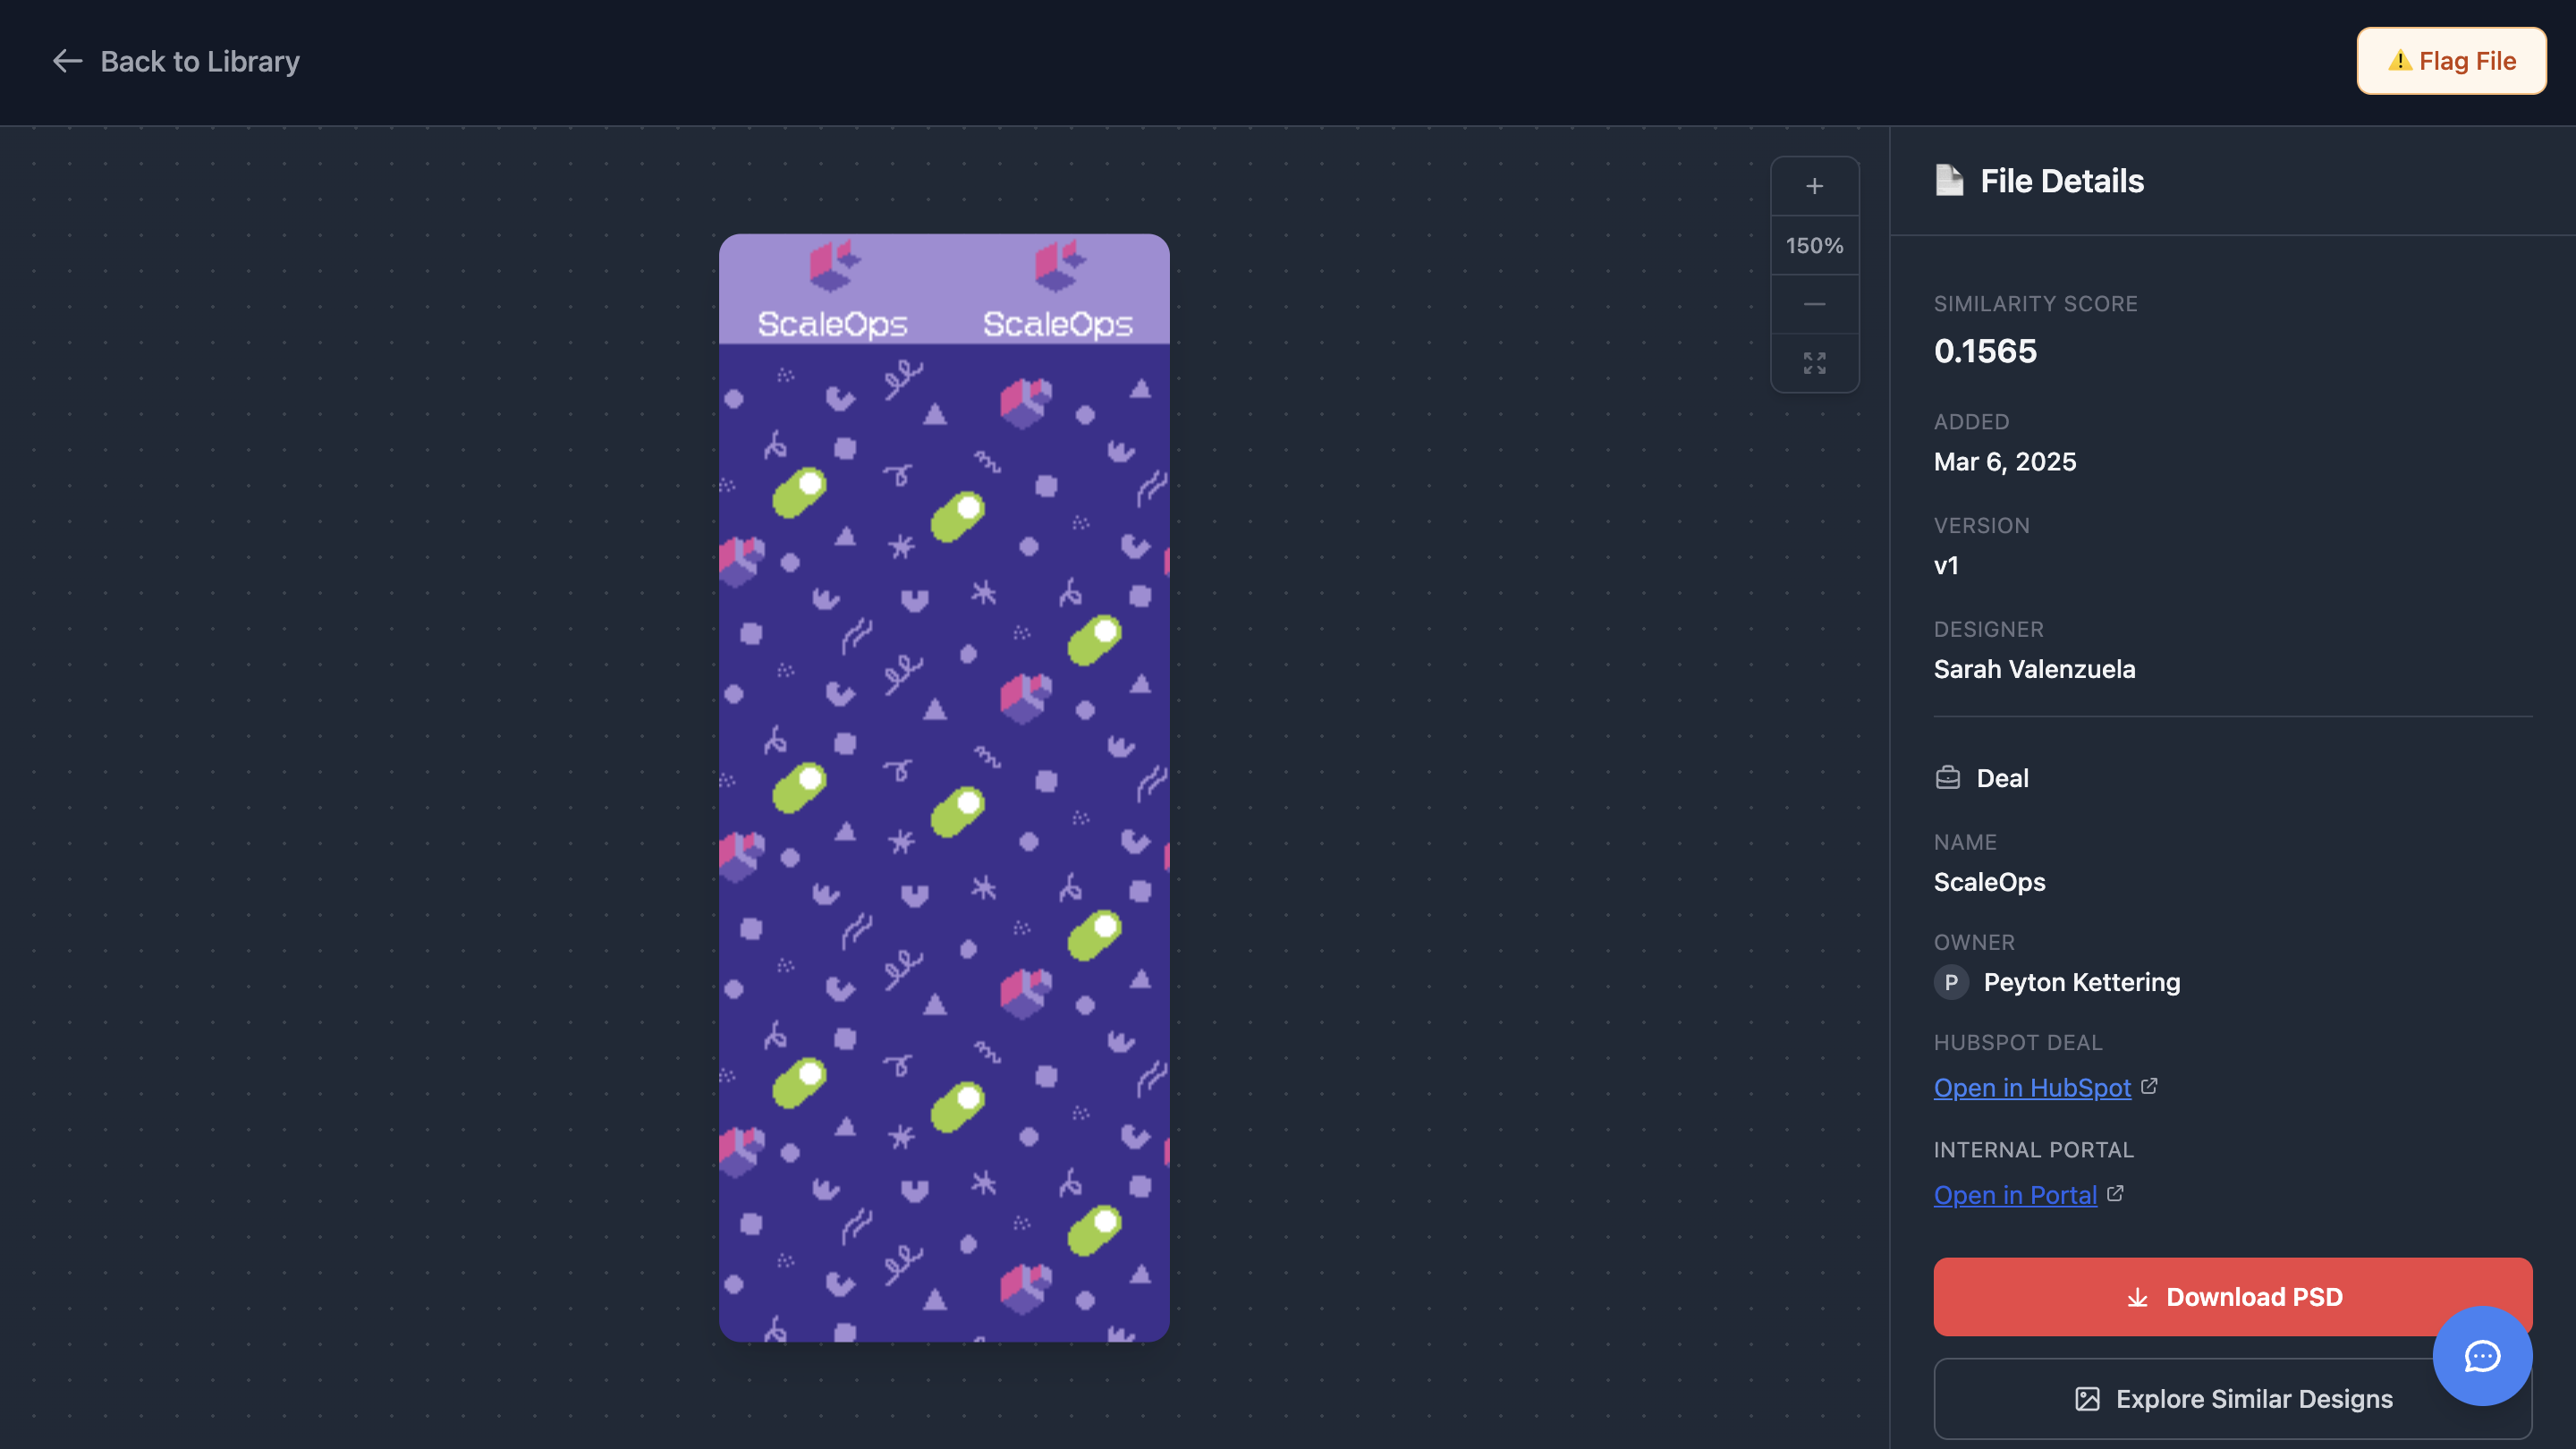 Back to Library
Flag File
+
150%
—
ScaleOps ScaleOps
File Details
SIMILARITY SCORE
0.1565
ADDED
Mar 6, 2025
VERSION
v1
DESIGNER
Sarah Valenzuela
Deal
NAME
ScaleOps
OWNER
P Peyton Kettering
HUBSPOT DEAL
Open in HubSpot
INTERNAL PORTAL
Open in Portal
Download PSD
Explore Similar Designs